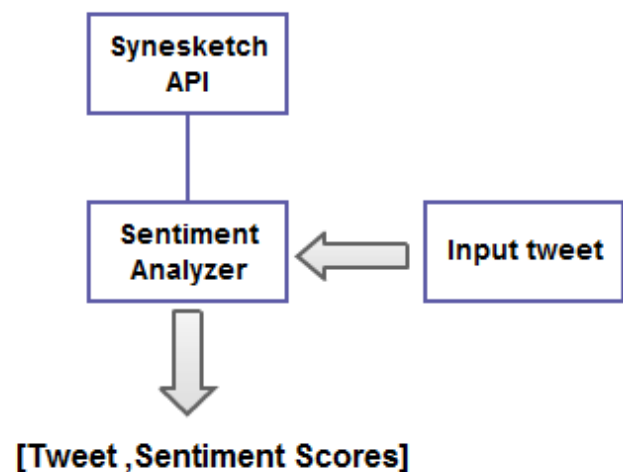 Synesketch
API
Sentiment
Analyzer
Input tweet
[Tweet ,Sentiment Scores]